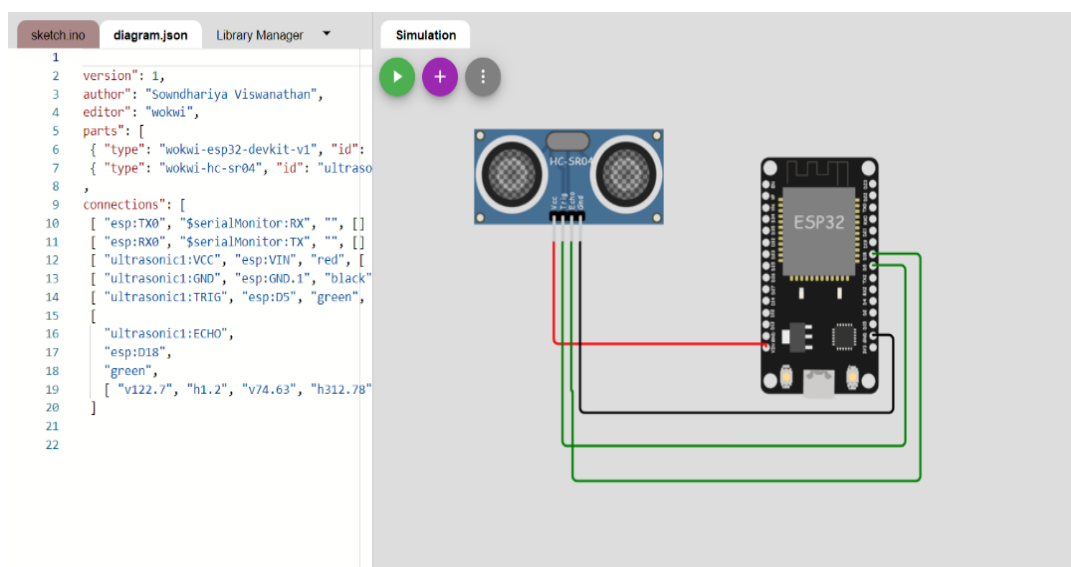 sketch.ino diagram.json Library Manager
Simulation
1
2 version": 1,
3 author": "Sowndhariya Viswanathan",
4 editor": "wokwi",
5 parts": [
6 { "type": "wokwi-esp32-devkit-v1", "id":
7 { "type": "wokwi-hc-sr04", "id": "ultraso
8 ,
9 connections": [
10 [ "esp:TX0", "$serialMonitor:RX", "", []
11 [ "esp:RX0", "$serialMonitor:TX", "", []
12 [ "ultrasonic1:VCC", "esp:VIN", "red", [
13 [ "ultrasonic1:GND", "esp:GND.1", "black"
14 [ "ultrasonic1:TRIG", "esp:D5", "green",
15 [
16 "ultrasonic1:ECHO",
17 "esp:D18",
18 "green",
19 [ "v122.7", "h1.2", "v74.63", "h312.78"
20 ]
21
22
HC-SR04
Vcc
Trig
Echo
Gnd
ESP32